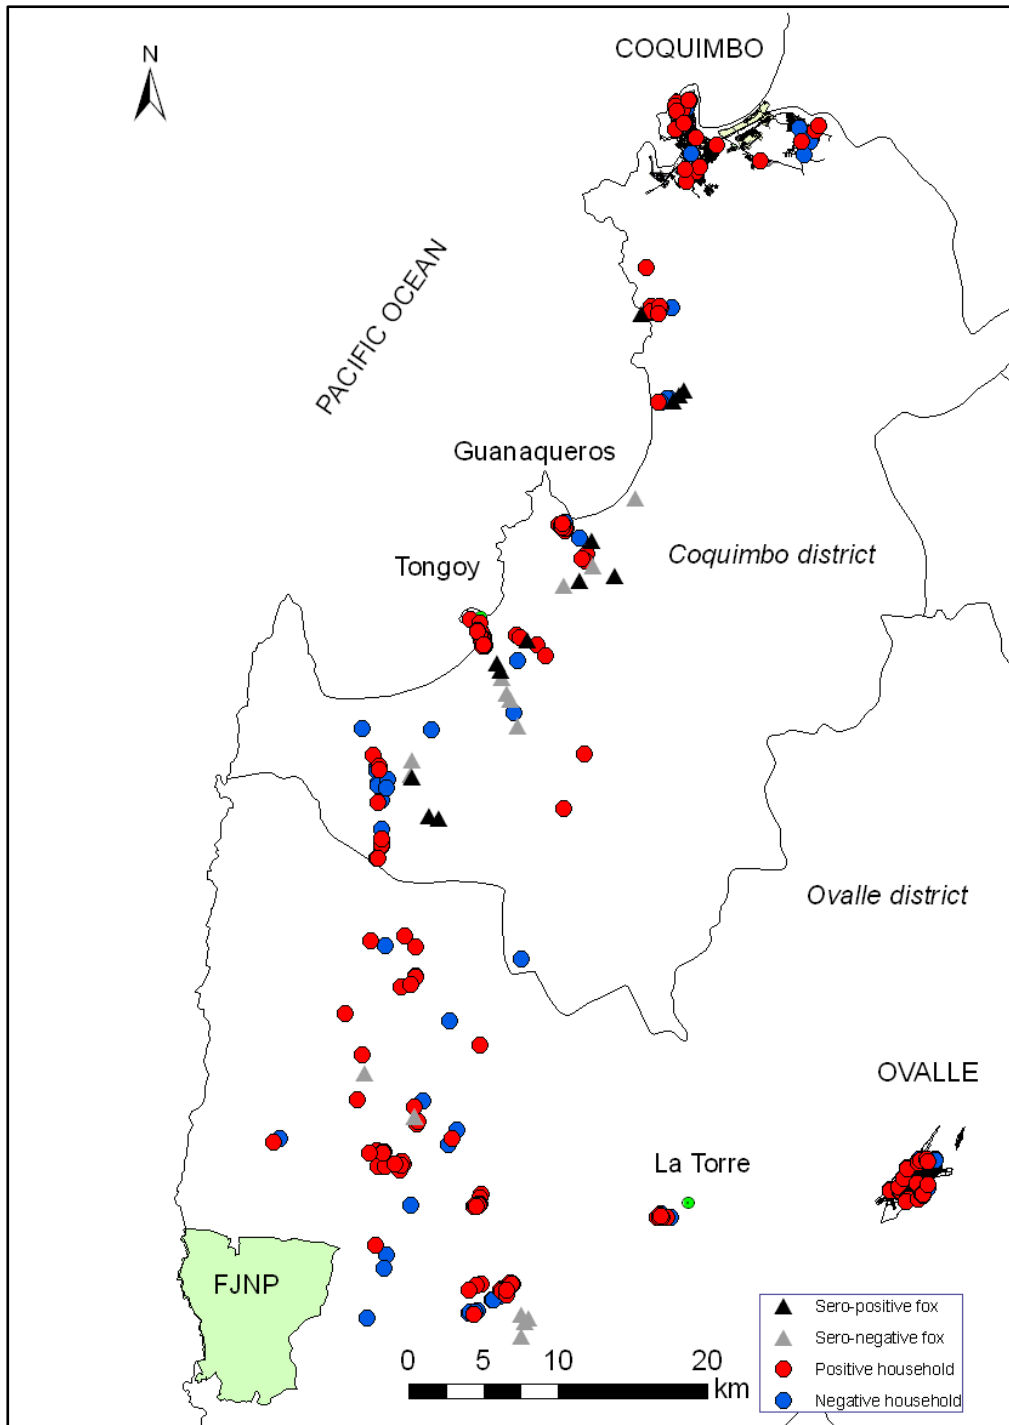 N
COQUIMBO
PACIFIC OCEAN
Guanaqueros
Tongoy
Coquimbo district
Ovalle district
OVALLE
La Torre
FJNP
Sero-positive fox
Sero-negative fox
Positive household
Negative household
0 5 10 20
km